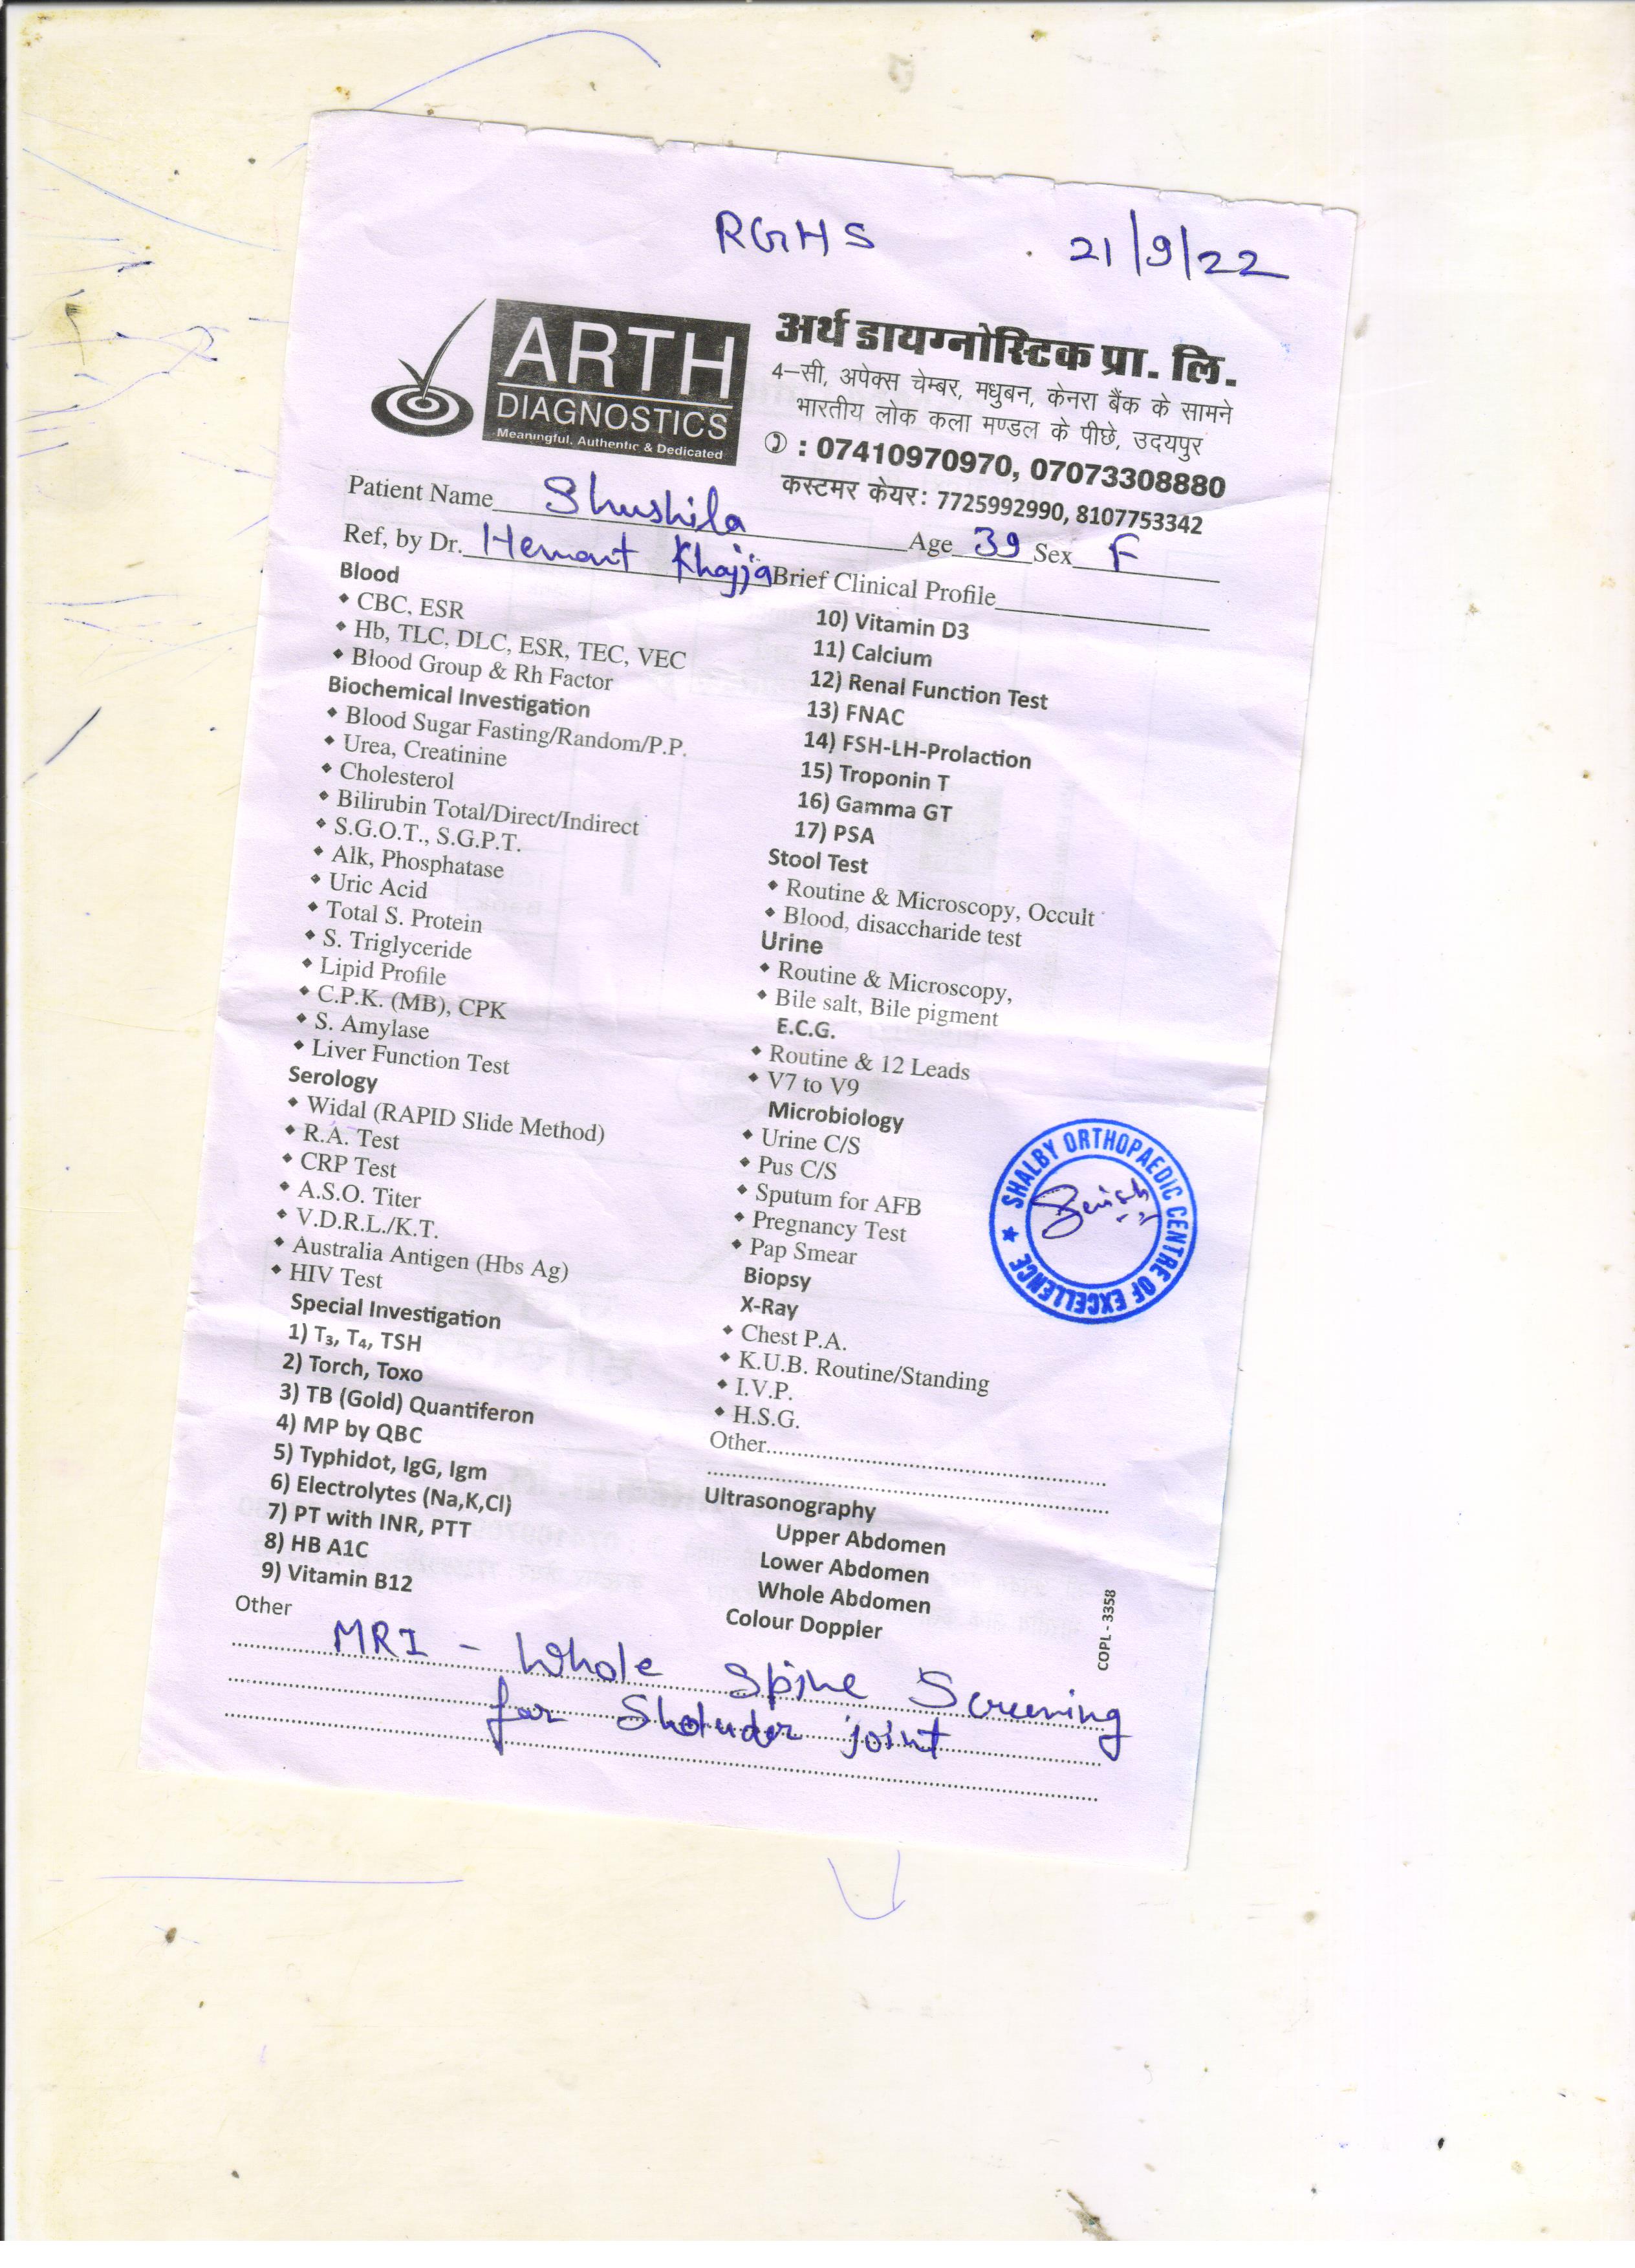 RGHS 21/9/22
ARTH
DIAGNOSTICS
Meaningful, Authentic & Dedicated
अर्थ डायग्नोस्टिक प्रा. लि.
4–सी, अपेक्स चेम्बर, मधुबन, केनरा बैंक के सामने
भारतीय लोक कला मण्डल के पीछे, उदयपुर
: 07410970970, 07073308880
कस्टमर केयर : 7725992990, 8107753342
Patient Name Shushila Age 39 Sex F
Ref, by Dr. Hemant Khajja Brief Clinical Profile
Blood
CBC, ESR
Hb, TLC, DLC, ESR, TEC, VEC
Blood Group & Rh Factor
Biochemical Investigation
Blood Sugar Fasting/Random/P.P.
Urea, Creatinine
Cholesterol
Bilirubin Total/Direct/Indirect
S.G.O.T., S.G.P.T.
Alk, Phosphatase
Uric Acid
Total S. Protein
S. Triglyceride
Lipid Profile
C.P.K. (MB), CPK
S. Amylase
Liver Function Test
Serology
Widal (RAPID Slide Method)
R.A. Test
CRP Test
A.S.O. Titer
V.D.R.L./K.T.
Australia Antigen (Hbs Ag)
HIV Test
Special Investigation
1) T₃, T₄, TSH
2) Torch, Toxo
3) TB (Gold) Quantiferon
4) MP by QBC
5) Typhidot, IgG, Igm
6) Electrolytes (Na,K,Cl)
7) PT with INR, PTT
8) HB A1C
9) Vitamin B12
10) Vitamin D3
11) Calcium
12) Renal Function Test
13) FNAC
14) FSH-LH-Prolaction
15) Troponin T
16) Gamma GT
17) PSA
Stool Test
Routine & Microscopy, Occult
Blood, disaccharide test
Urine
Routine & Microscopy,
Bile salt, Bile pigment
E.C.G.
Routine & 12 Leads
V7 to V9
Microbiology
Urine C/S
Pus C/S
Sputum for AFB
Pregnancy Test
Pap Smear
Biopsy
X-Ray
Chest P.A.
K.U.B. Routine/Standing
I.V.P.
H.S.G.
Other
Ultrasonography
Upper Abdomen
Lower Abdomen
Whole Abdomen
Colour Doppler
SHALBY ORTHOPAEDIC CENTRE OF EXCELLENCE
COPL - 3358
Other
MRI - Whole Spine Screening
for joint